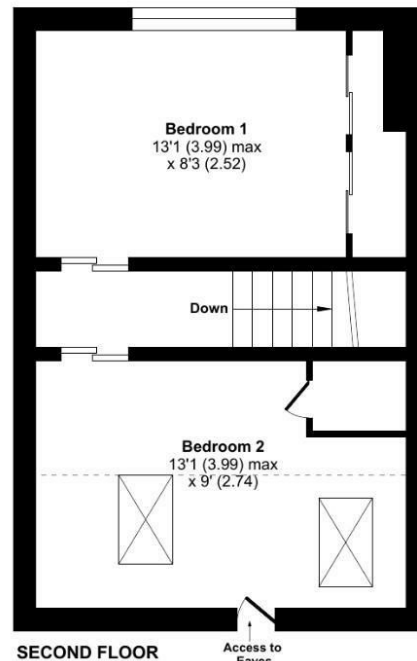 Bedroom 1
13'1 (3.99) max
x 8'3 (2.52)
Down
Bedroom 2
13'1 (3.99) max
x 9' (2.74)
SECOND FLOOR
Access to
Eaves